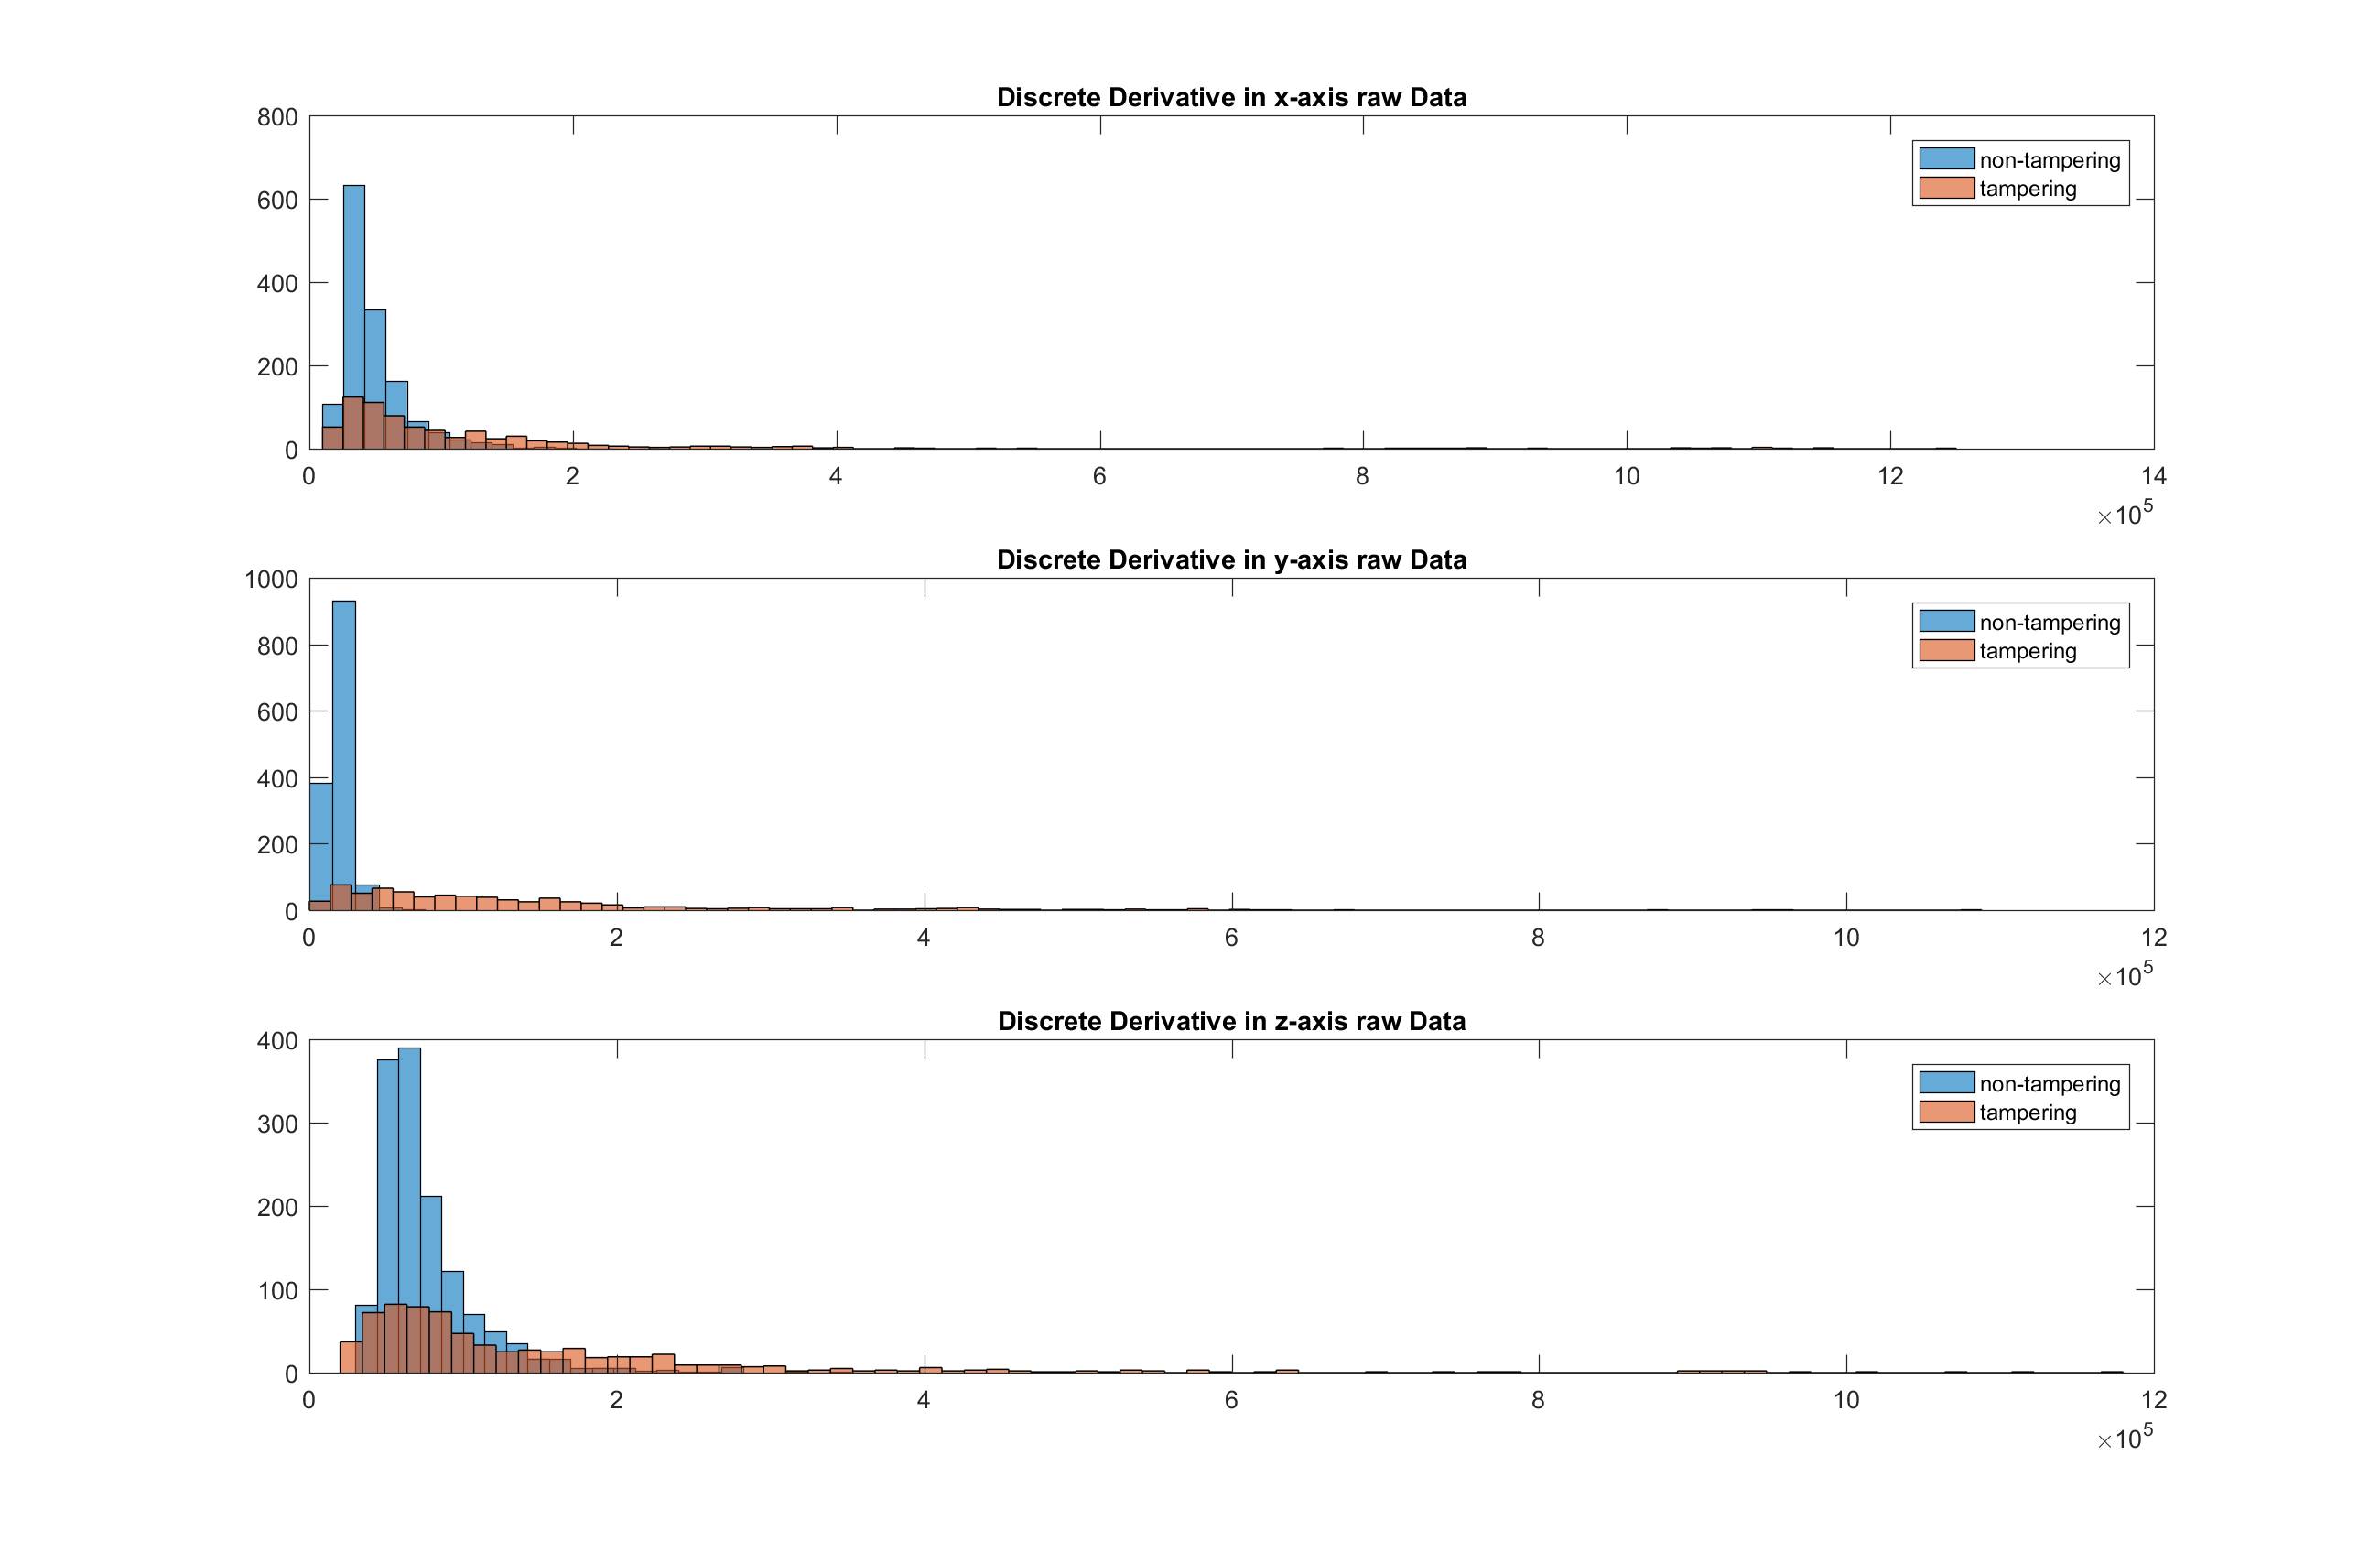 Discrete Derivative in x-axis raw Data
800
600
400
200
0
non-tampering
tampering
0 2 4 6 8 10 12 14
×10^5
Discrete Derivative in y-axis raw Data
1000
800
600
400
200
0
non-tampering
tampering
0 2 4 6 8 10 12
×10^5
Discrete Derivative in z-axis raw Data
400
300
200
100
0
non-tampering
tampering
0 2 4 6 8 10 12
×10^5